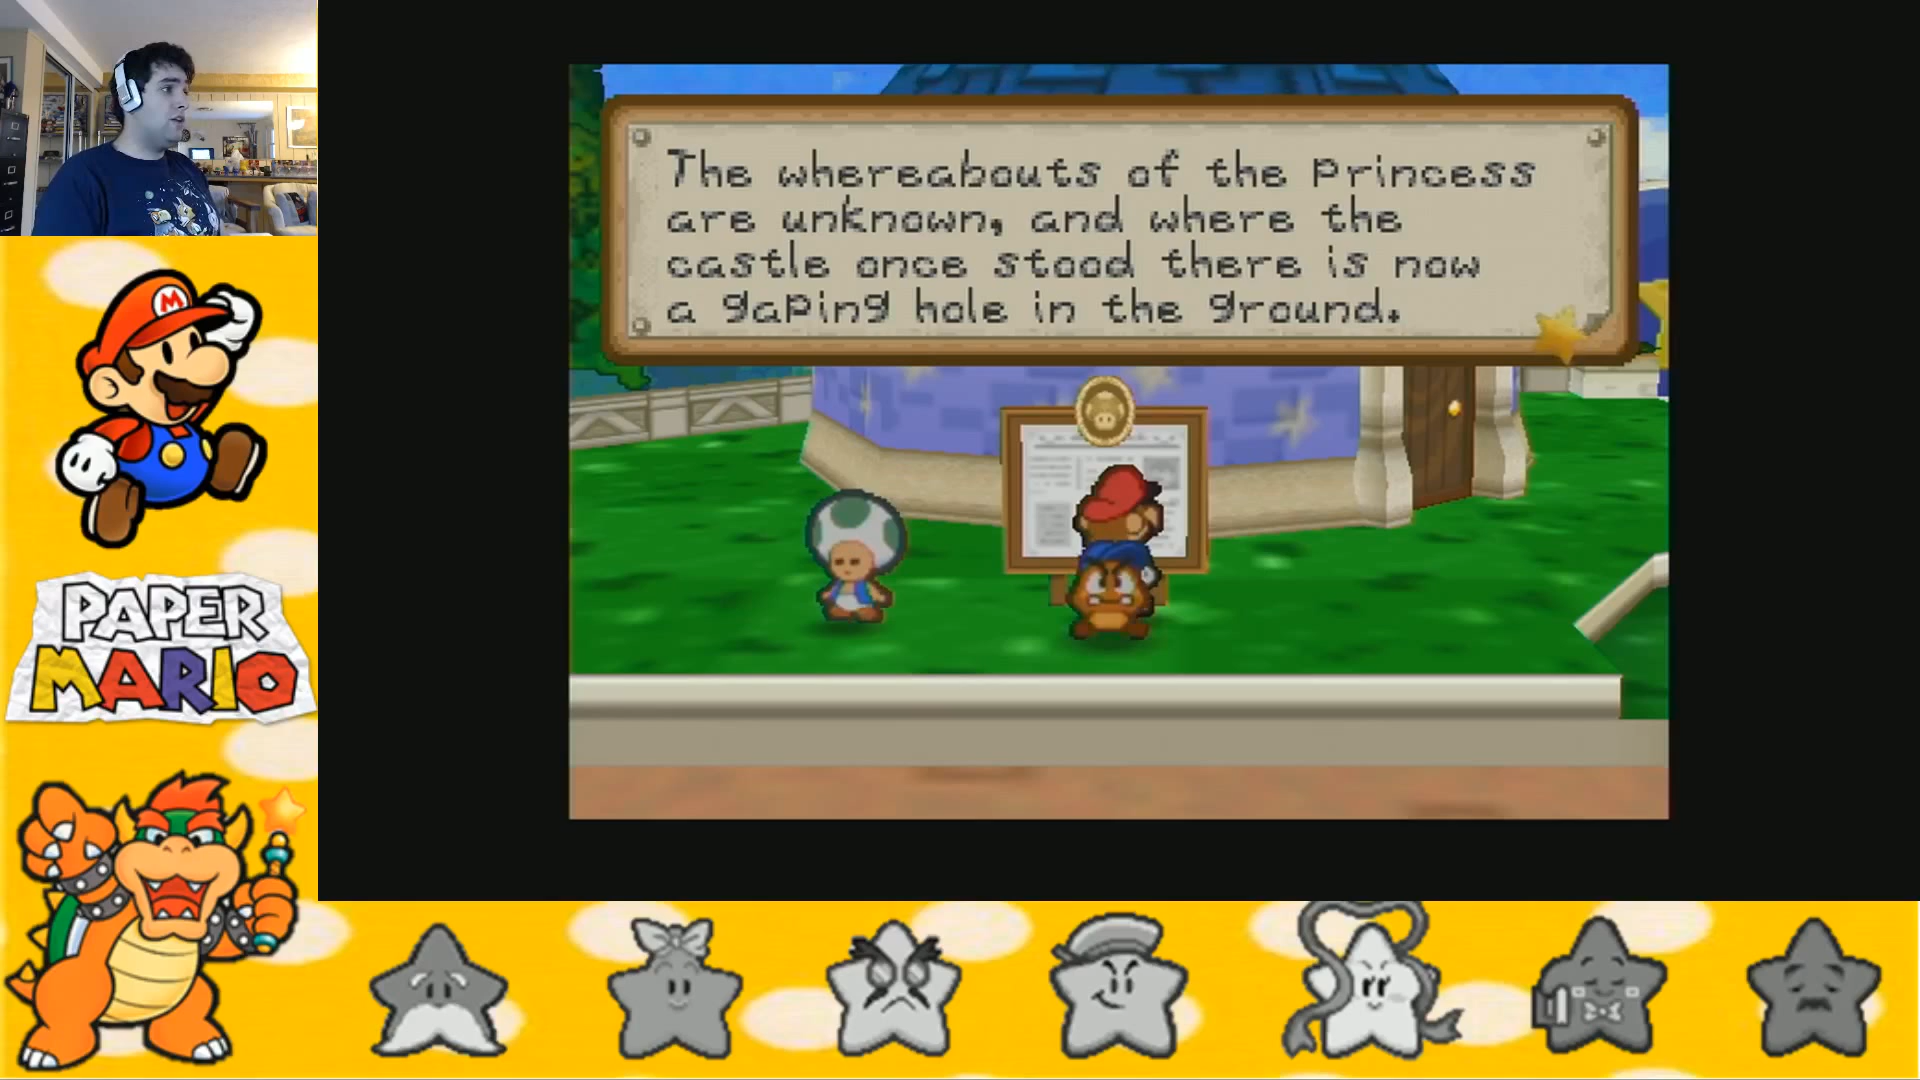 The whereabouts of the Princess
are unknown, and where the
castle once stood there is now
a gaping hole in the ground.
M
PAPER
MARIO